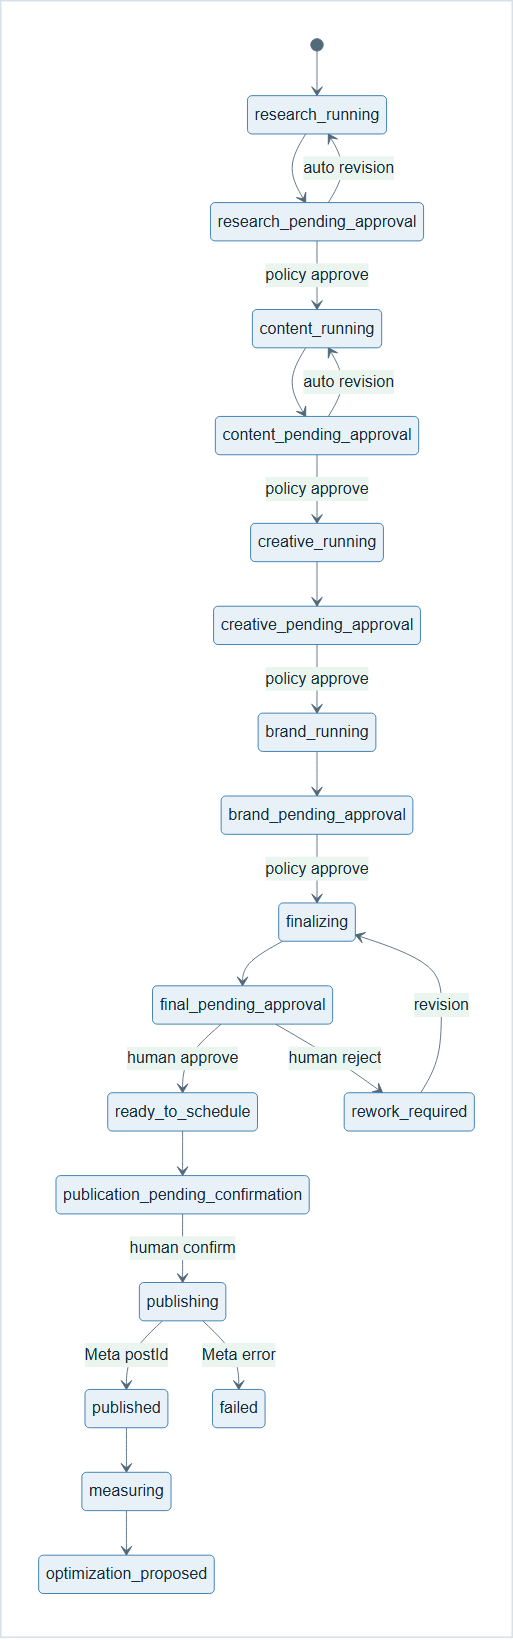 research_running
auto revision
research_pending_approval
policy approve
content_running
auto revision
content_pending_approval
policy approve
creative_running
creative_pending_approval
policy approve
brand_running
brand_pending_approval
policy approve
finalizing
final_pending_approval
revision
human approve
human reject
ready_to_schedule
rework_required
publication_pending_confirmation
human confirm
publishing
Meta postId
Meta error
published
failed
measuring
optimization_proposed